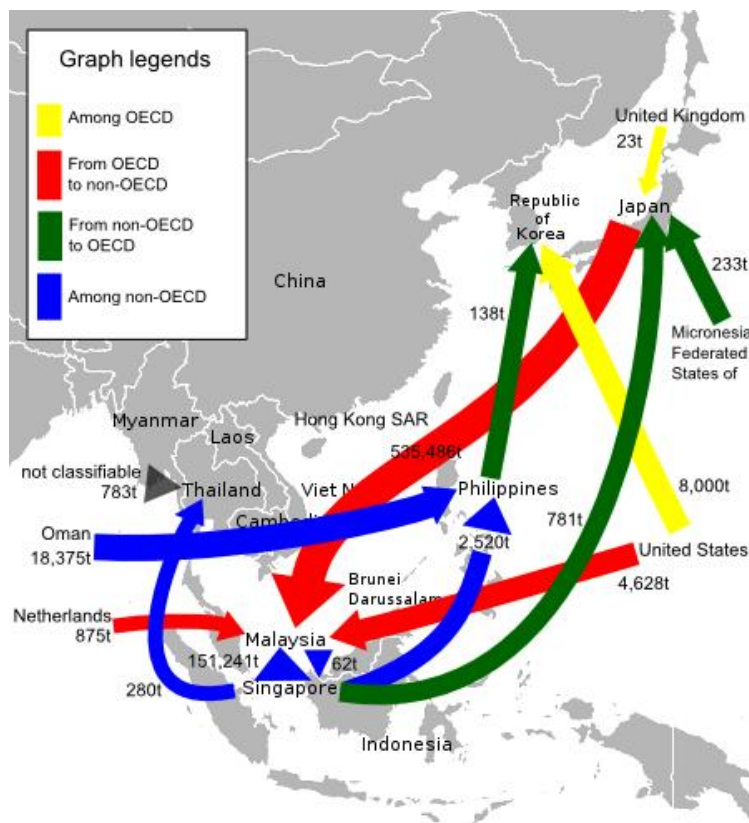 Graph legends
Among OECD
From OECD
to non-OECD
From non-OECD
to OECD
Among non-OECD
United Kingdom
23t
Republic
of
Korea
Japan
China
233t
138t
Micronesia
Federated
States of
Myanmar
Laos
Hong Kong SAR
535,486t
not classifiable
783t
Thailand
Viet N
Philippines
8,000t
Cambodi
Oman
18,375t
2,520t
781t
United States
4,628t
Brunei
Darussalam
Netherlands
875t
Malaysia
151,241t
62t
280t
Singapore
Indonesia